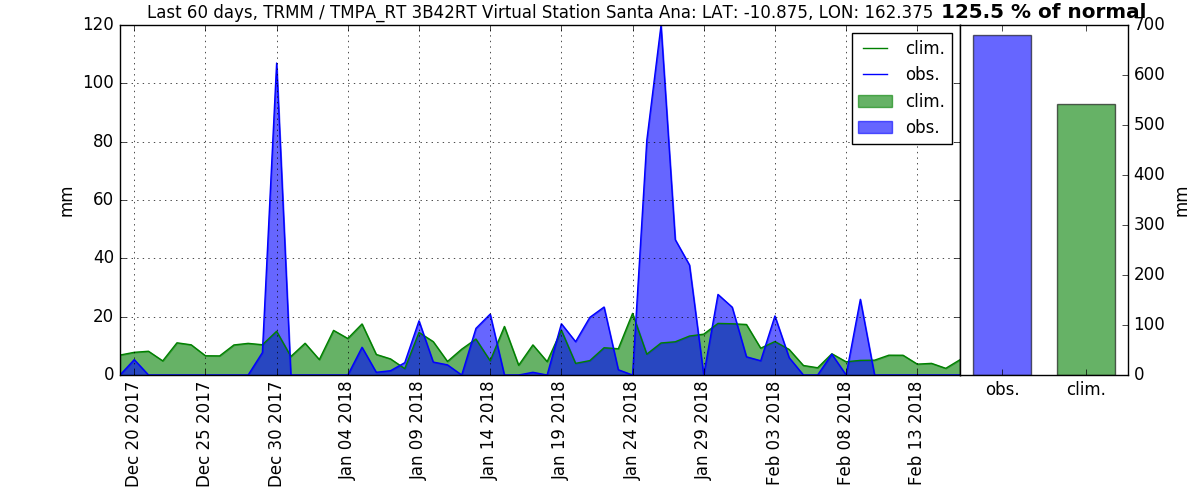 Last 60 days, TRMM / TMPA_RT 3B42RT Virtual Station Santa Ana: LAT: -10.875, LON: 162.375 125.5 % of normal
120
100
80
60
40
20
0
mm
clim.
obs.
clim.
obs.
Dec 20 2017
Dec 25 2017
Dec 30 2017
Jan 04 2018
Jan 09 2018
Jan 14 2018
Jan 19 2018
Jan 24 2018
Jan 29 2018
Feb 03 2018
Feb 08 2018
Feb 13 2018
700
600
500
400
300
200
100
0
mm
obs.
clim.